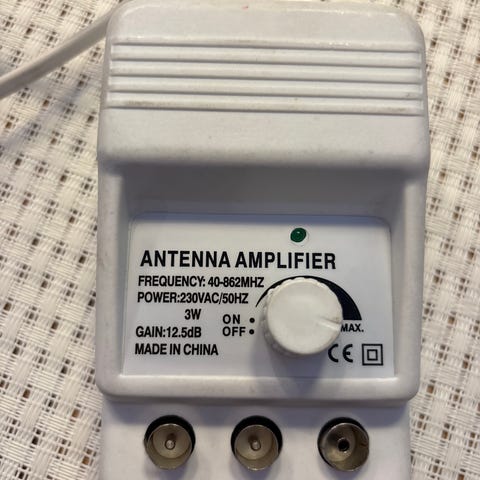 ANTENNA AMPLIFIER
FREQUENCY: 40-862MHZ
POWER:230VAC/50HZ
3W
ON
GAIN:12.5dB
OFF
MAX.
MADE IN CHINA
CE